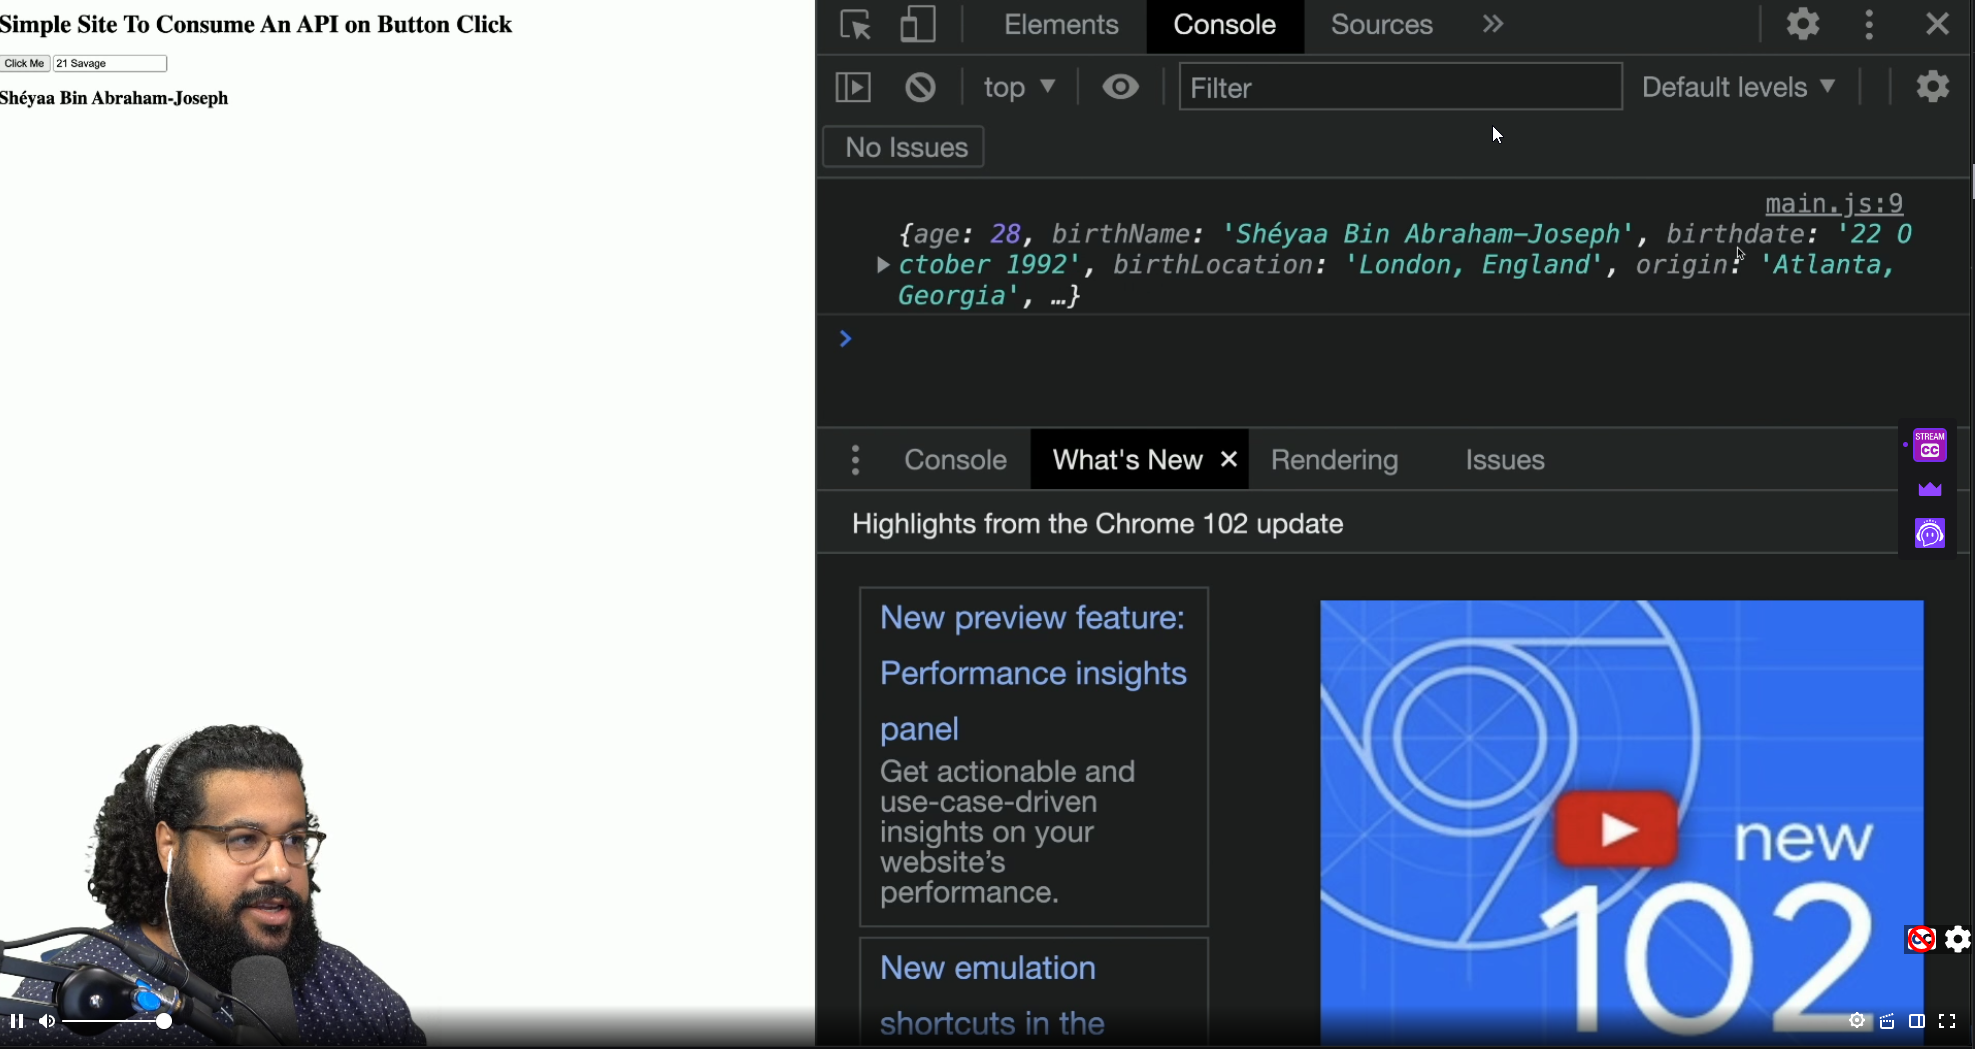 Simple Site To Consume An API on Button Click
Click Me 21 Savage
Shéyaa Bin Abraham-Joseph
Elements Console Sources »
top Filter Default levels
No Issues
main.js:9
{age: 28, birthName: 'Shéyaa Bin Abraham-Joseph', birthdate: '22 O
ctober 1992', birthLocation: 'London, England', origin: 'Atlanta,
Georgia', …}
Console What's New Rendering Issues
STREAM
CC
Highlights from the Chrome 102 update
New preview feature:
Performance insights
panel
Get actionable and
use-case-driven
insights on your
website's
performance.
new
102
New emulation
shortcuts in the